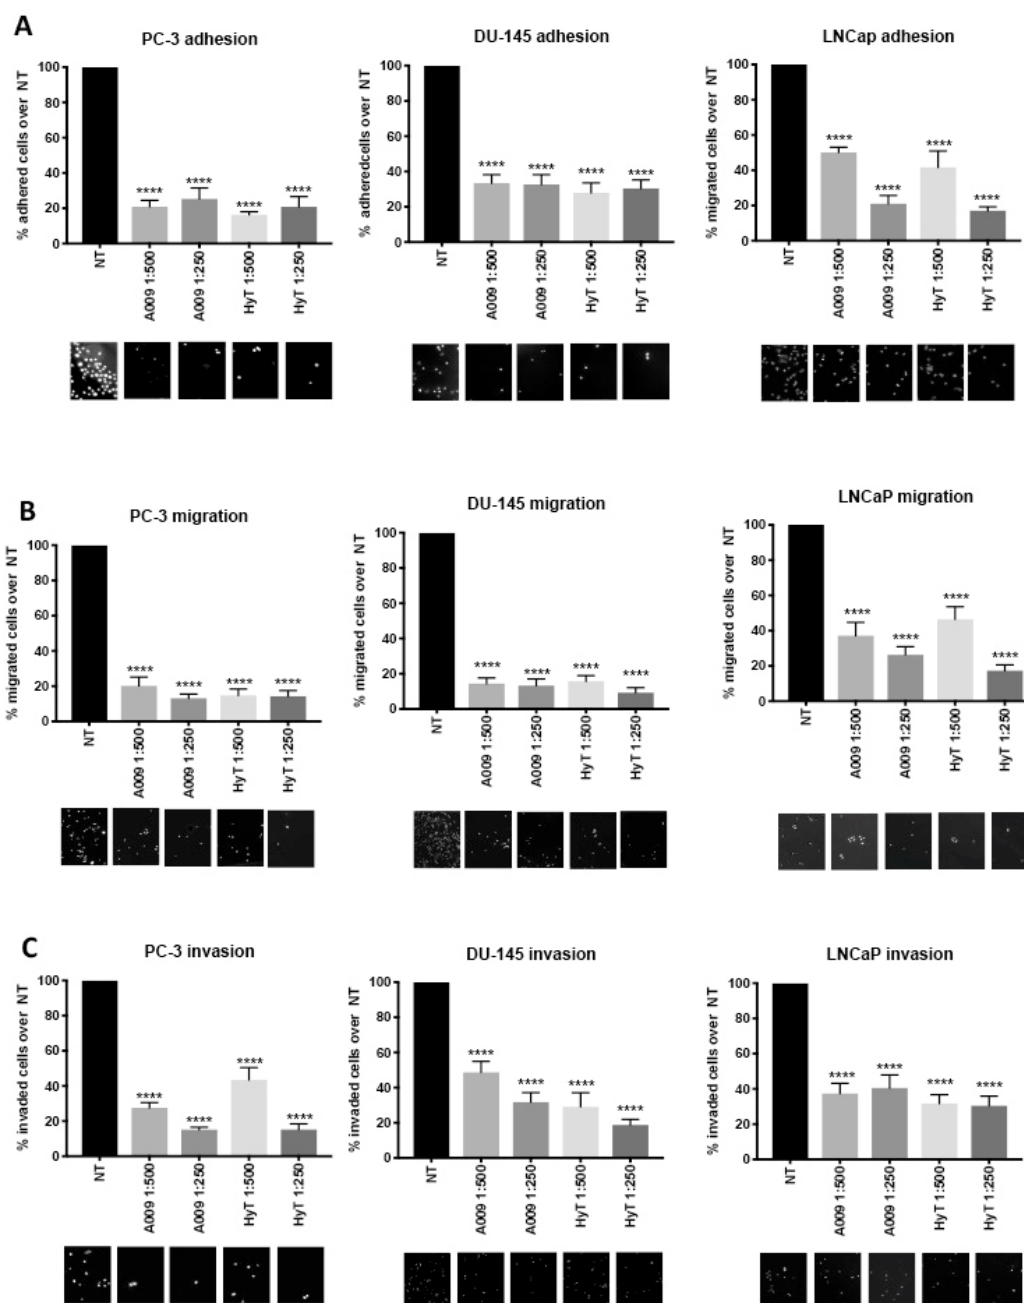 A
PC-3 adhesion
% adhered cells over NT
100
80
60
40
20
0
****
****
****
****
NT
A009 1:500
A009 1:250
HyT 1:500
HyT 1:250
DU-145 adhesion
% adheredcells over NT
100
80
60
40
20
0
****
****
****
****
NT
A009 1:500
A009 1:250
HyT 1:500
HyT 1:250
LNCap adhesion
% migrated cells over NT
100
80
60
40
20
0
****
****
****
****
NT
A009 1:500
A009 1:250
HyT 1:500
HyT 1:250
B
PC-3 migration
% migrated cells over NT
100
80
60
40
20
0
****
****
****
****
NT
A009 1:500
A009 1:250
HyT 1:500
HyT 1:250
DU-145 migration
% migrated cells over NT
100
80
60
40
20
0
****
****
****
****
NT
A009 1:500
A009 1:250
HyT 1:500
HyT 1:250
LNCaP migration
% migrated cells over NT
100
80
60
40
20
0
****
****
****
****
NT
A009 1:500
A009 1:250
HyT 1:500
HyT 1:250
C
PC-3 invasion
% invaded cells over NT
100
80
60
40
20
0
****
****
****
****
NT
A009 1:500
A009 1:250
HyT 1:500
HyT 1:250
DU-145 invasion
% invaded cells over NT
100
80
60
40
20
0
****
****
****
****
NT
A009 1:500
A009 1:250
HyT 1:500
HyT 1:250
LNCaP invasion
% invaded cells over NT
100
80
60
40
20
0
****
****
****
****
NT
A009 1:500
A009 1:250
HyT 1:500
HyT 1:250